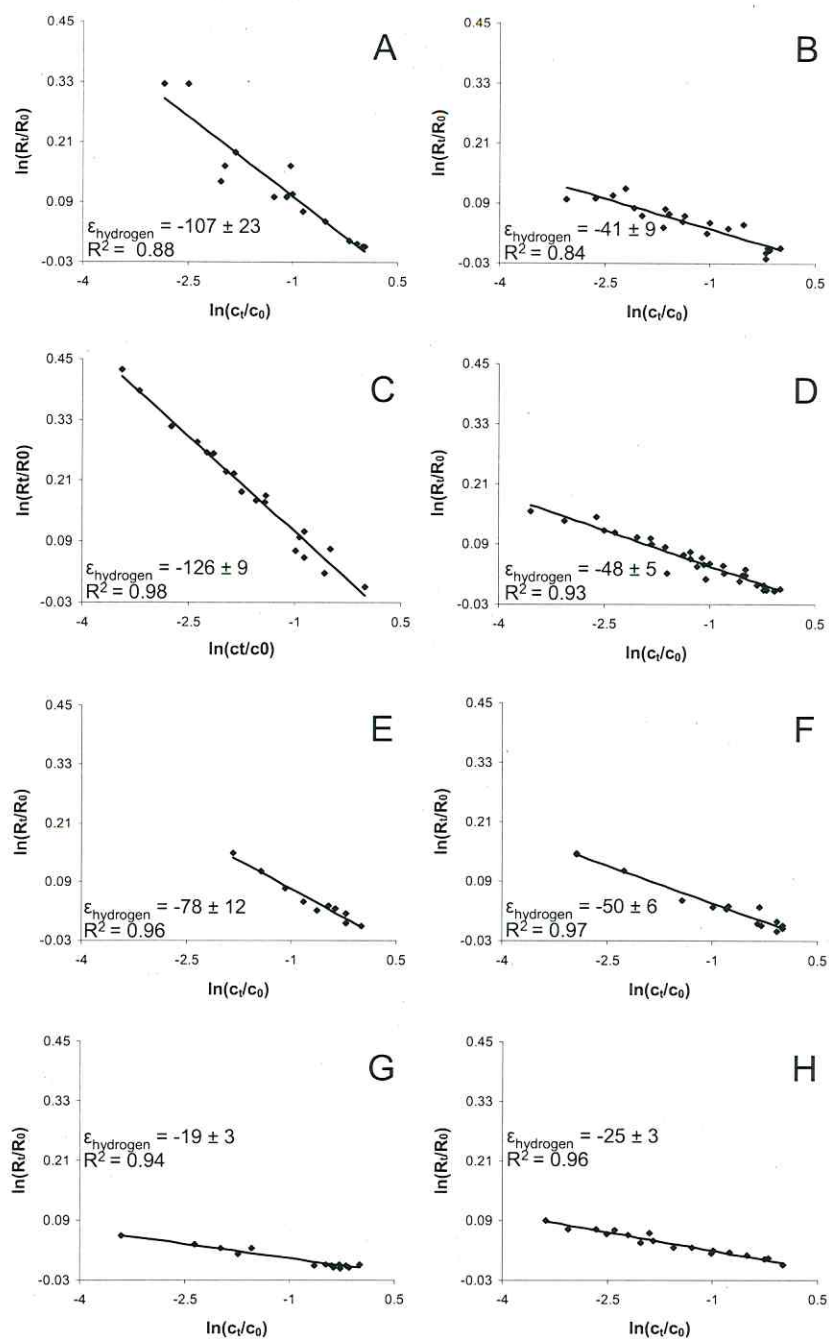 A
0.45
0.33
0.21
0.09
-0.03
ln(Rₜ/R₀)
εhydrogen = -107 ± 23
R² = 0.88
-4
-2.5
-1
0.5
ln(cₜ/c₀)
B
0.45
0.33
0.21
0.09
-0.03
ln(Rₜ/R₀)
εhydrogen = -41 ± 9
R² = 0.84
-4
-2.5
-1
0.5
ln(cₜ/c₀)
C
0.45
0.33
0.21
0.09
-0.03
ln(Rt/R0)
εhydrogen = -126 ± 9
R² = 0.98
-4
-2.5
-1
0.5
ln(ct/c0)
D
0.45
0.33
0.21
0.09
-0.03
ln(Rₜ/R₀)
εhydrogen = -48 ± 5
R² = 0.93
-4
-2.5
-1
0.5
ln(cₜ/c₀)
E
0.45
0.33
0.21
0.09
-0.03
ln(Rₜ/R₀)
εhydrogen = -78 ± 12
R² = 0.96
-4
-2.5
-1
0.5
ln(cₜ/c₀)
F
0.45
0.33
0.21
0.09
-0.03
ln(Rₜ/R₀)
εhydrogen = -50 ± 6
R² = 0.97
-4
-2.5
-1
0.5
ln(cₜ/c₀)
G
0.45
0.33
0.21
0.09
-0.03
ln(Rₜ/R₀)
εhydrogen = -19 ± 3
R² = 0.94
-4
-2.5
-1
0.5
ln(cₜ/c₀)
H
0.45
0.33
0.21
0.09
-0.03
ln(Rₜ/R₀)
εhydrogen = -25 ± 3
R² = 0.96
-4
-2.5
-1
0.5
ln(cₜ/c₀)